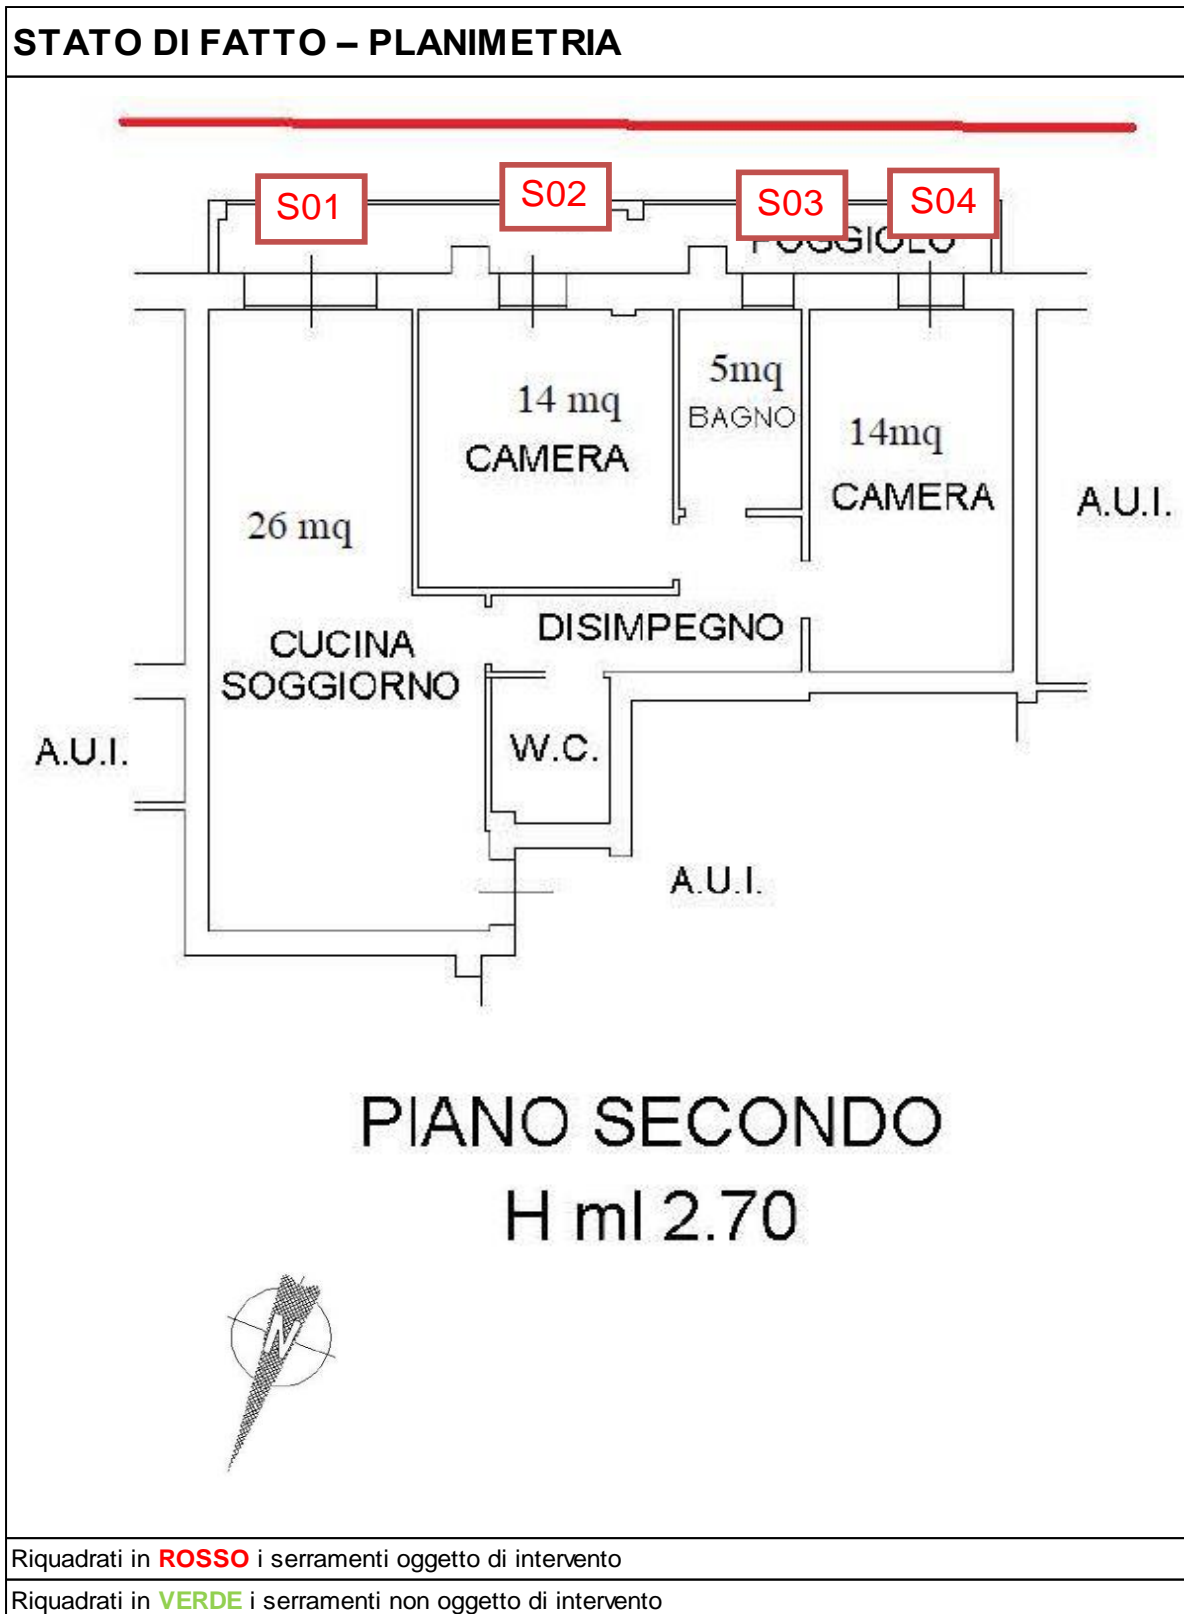 STATO DI FATTO – PLANIMETRIA
S01
S02
S03
S04
POGGIOLO
5mq
BAGNO
14 mq
CAMERA
14mq
CAMERA
A.U.I.
26 mq
DISIMPEGNO
CUCINA
SOGGIORNO
W.C.
A.U.I.
A.U.I.
PIANO SECONDO
H ml 2.70
N
Riquadrati in ROSSO i serramenti oggetto di intervento
Riquadrati in VERDE i serramenti non oggetto di intervento